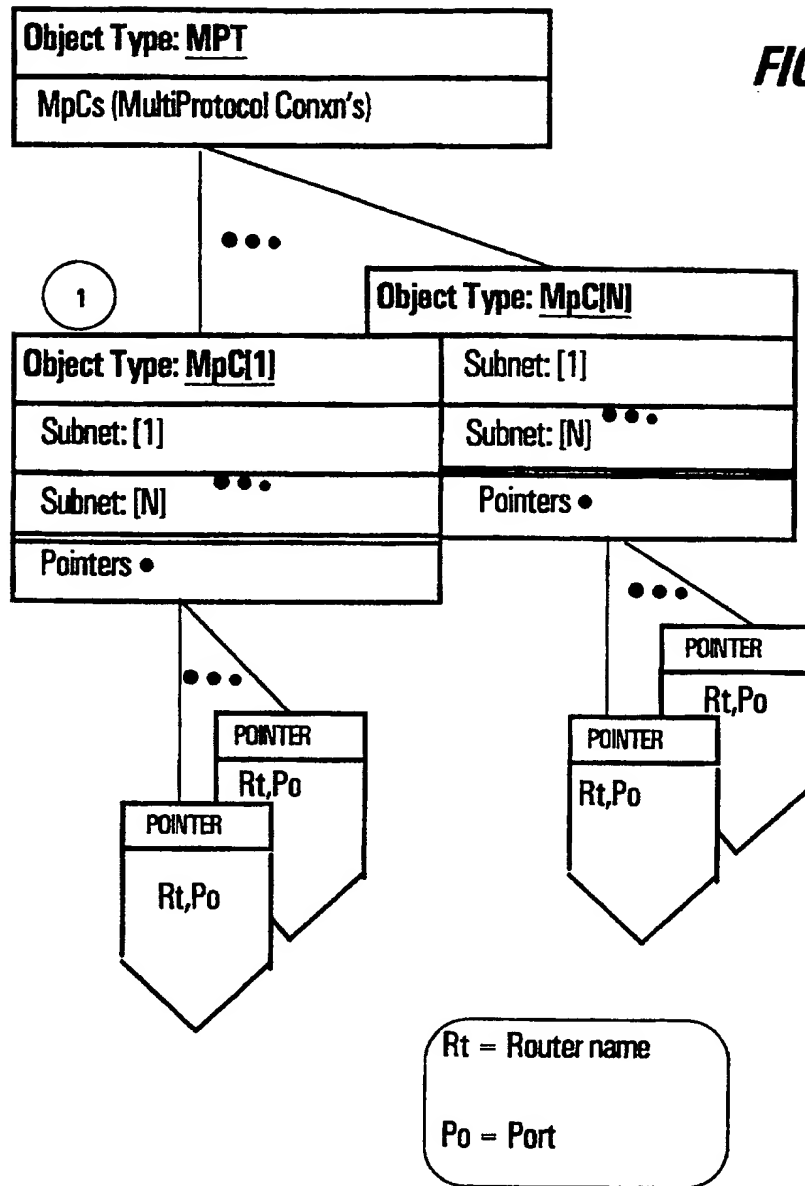 Object Type: MPT
FIG
MpCs (MultiProtocol Conxn's)
1
Object Type: MpC[N]
Object Type: MpC[1]
Subnet: [1]
Subnet: [1]
Subnet: [N]
Subnet: [N]
Pointers
Pointers
POINTER
Rt,Po
POINTER
Rt,Po
POINTER
Rt,Po
POINTER
Rt,Po
Rt = Router name
Po = Port